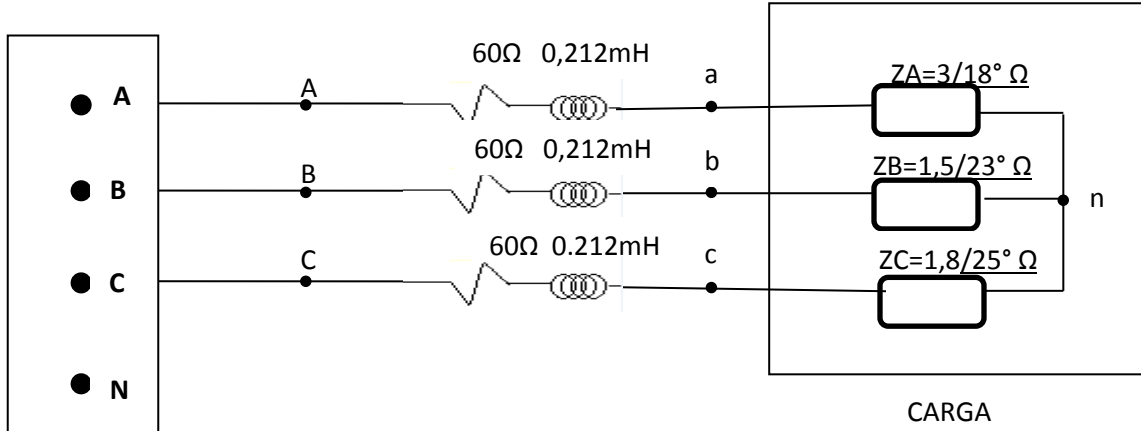 60Ω 0,212mH
a
ZA=3/18° Ω
A
A
60Ω 0,212mH
b
ZB=1,5/23° Ω
B
B
n
60Ω 0.212mH
c
ZC=1,8/25° Ω
C
C
N
CARGA